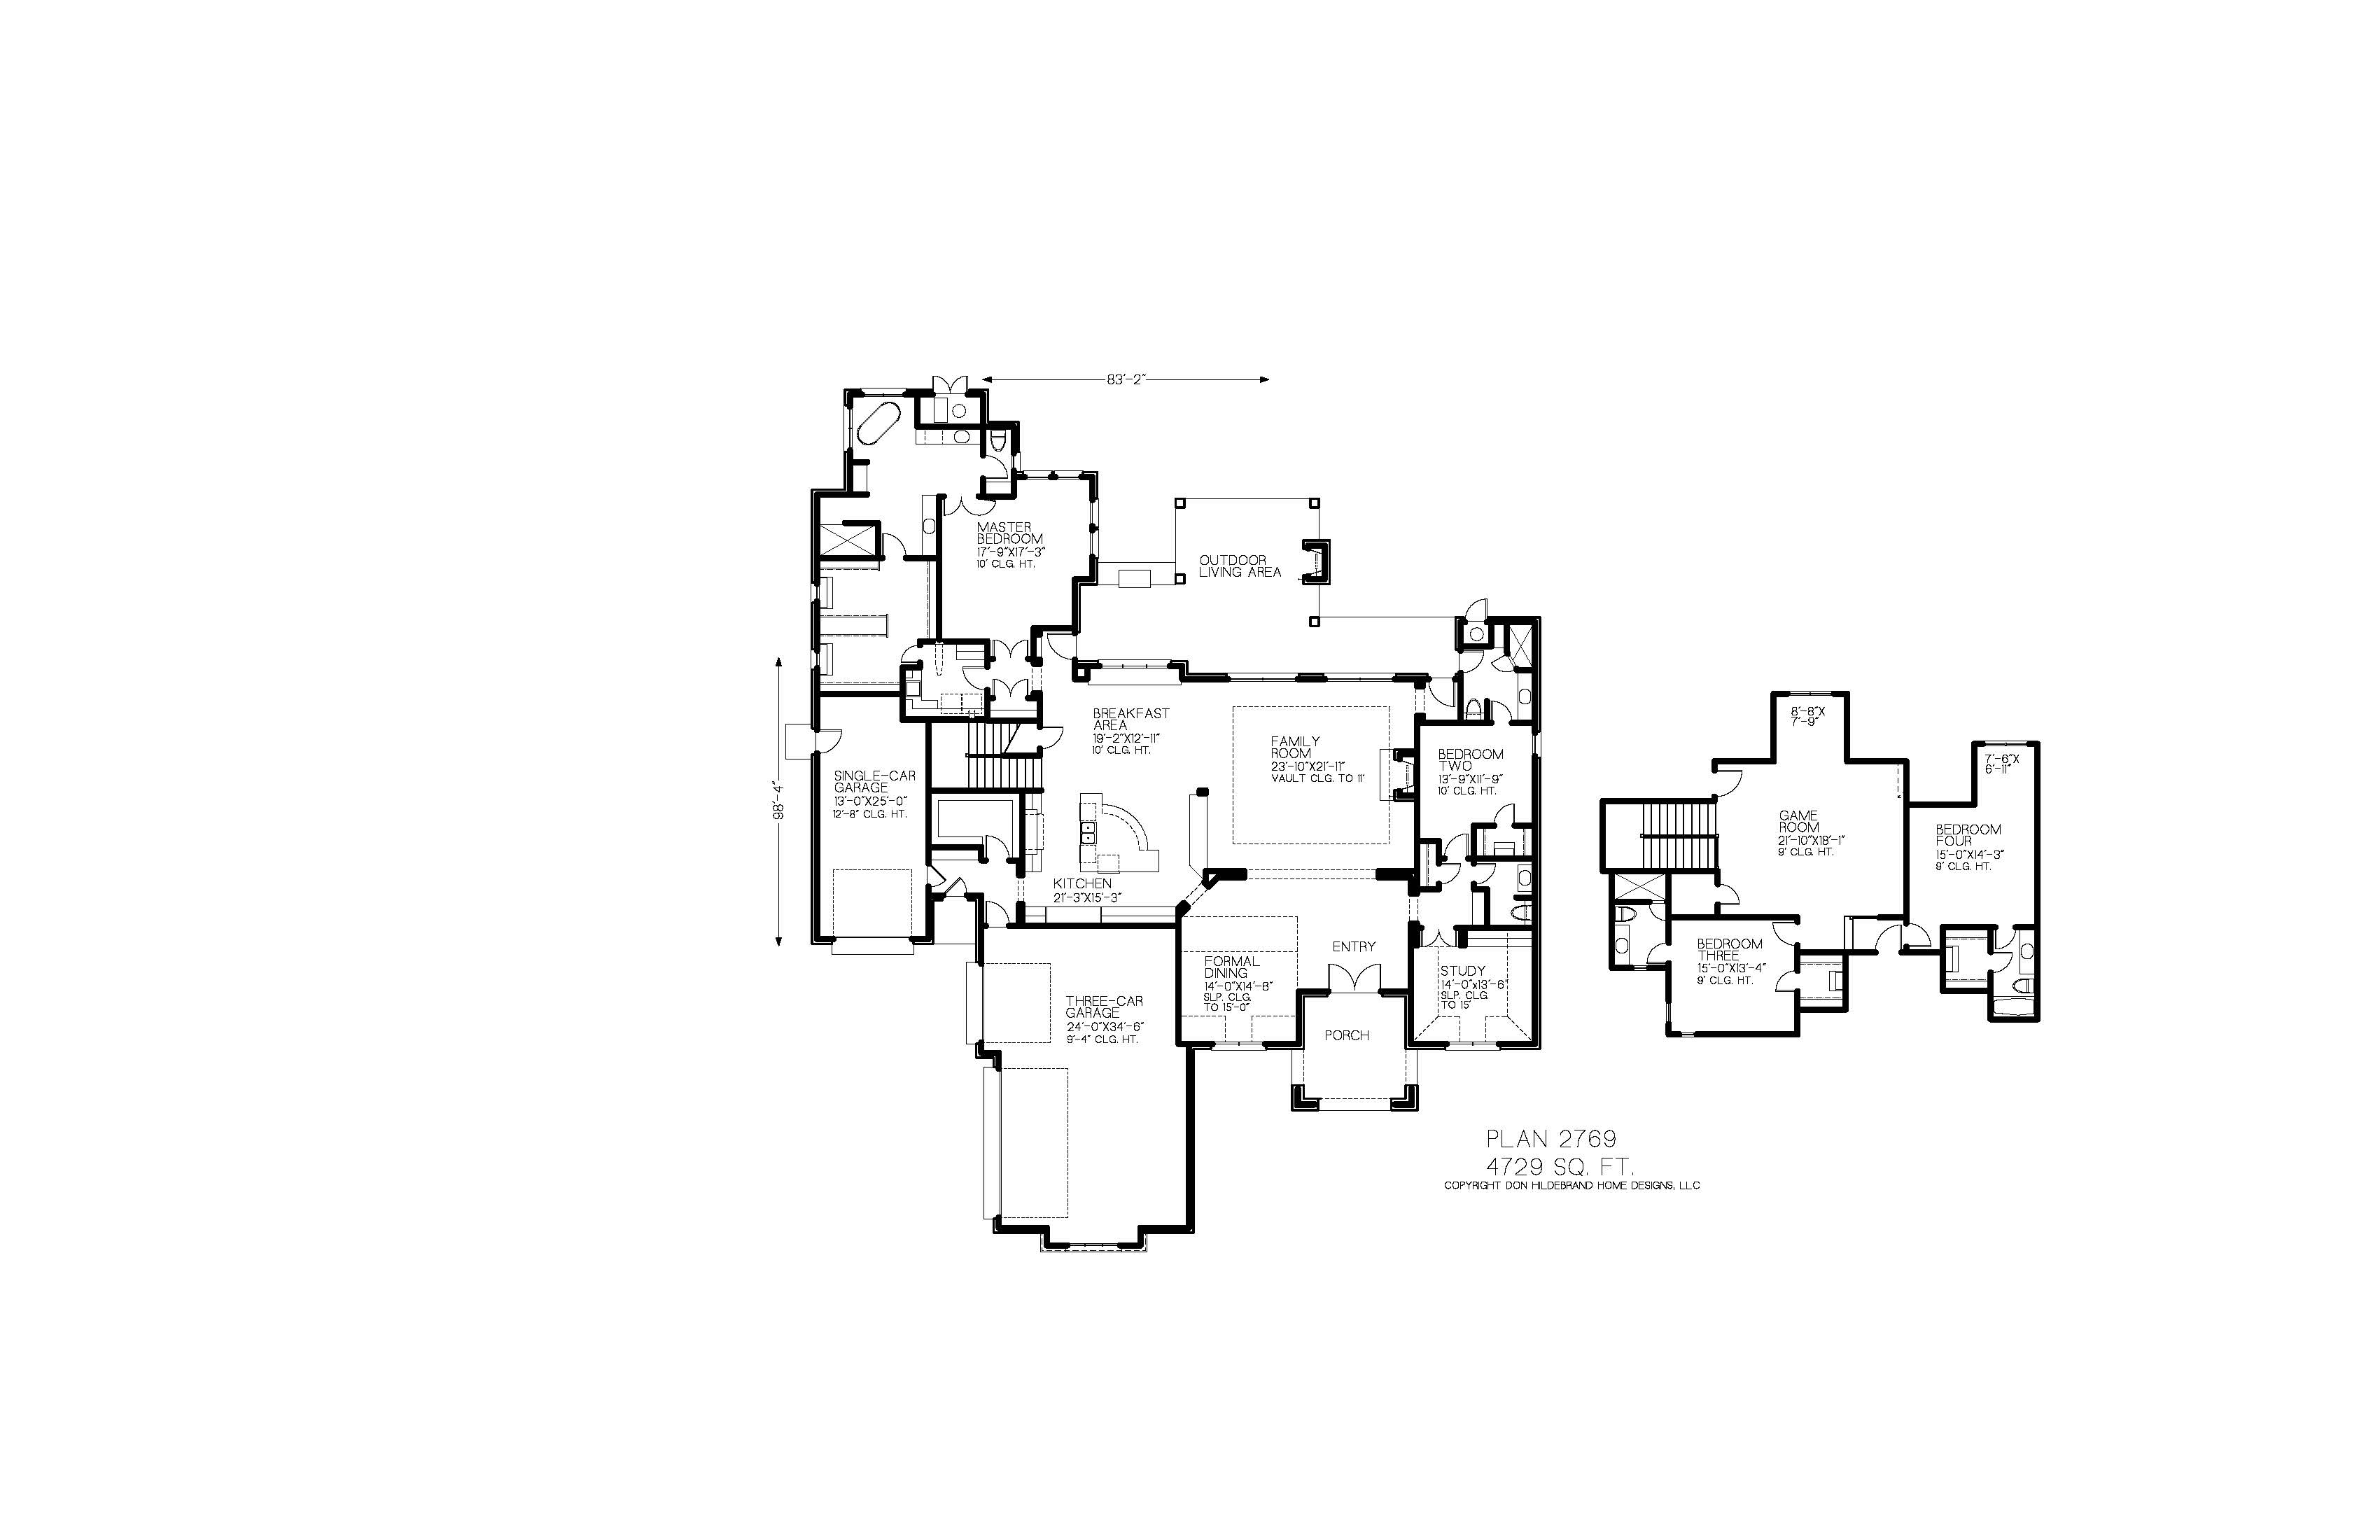 83'-2"
MASTER
BEDROOM
17'-9"X17'-3"
10' CLG. HT.
OUTDOOR
LIVING AREA
98'-4"
BREAKFAST
AREA
19'-2"X12'-11"
10' CLG. HT.
FAMILY
ROOM
23'-10"X21'-11"
VAULT CLG. TO 11'
BEDROOM
TWO
13'-9"X11'-9"
10' CLG. HT.
SINGLE-CAR
GARAGE
13'-0"X25'-0"
12'-8" CLG. HT.
KITCHEN
21'-3"X15'-3"
ENTRY
FORMAL
DINING
14'-0"X14'-8"
SLP. CLG.
TO 15'-0"
STUDY
14'-0"x13'-6"
SLP. CLG.
TO 15'
THREE-CAR
GARAGE
24'-0"X34'-6"
9'-4" CLG. HT.
PORCH
8'-8"X
7'-9"
7'-6"X
6'-11"
GAME
ROOM
21'-10"X18'-1"
9' CLG. HT.
BEDROOM
FOUR
15'-0"X14'-3"
9' CLG. HT.
BEDROOM
THREE
15'-0"X13'-4"
9' CLG. HT.
PLAN 2769
4729 SQ. FT.
COPYRIGHT DON HILDEBRAND HOME DESIGNS, LLC